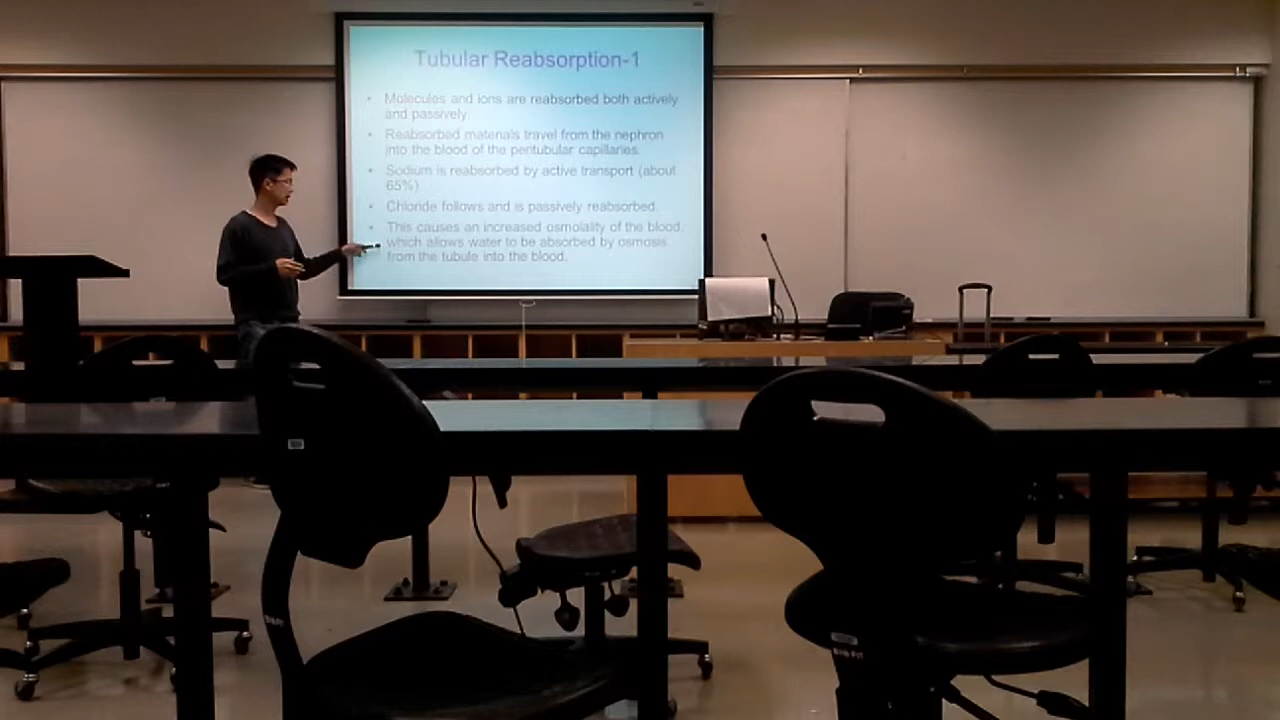 Tubular Reabsorption-1
• Molecules and ions are reabsorbed both actively
and passively.
• Reabsorbed materials travel from the nephron
into the blood of the peritubular capillaries.
• Sodium is reabsorbed by active transport (about
65%)
• Chloride follows and is passively reabsorbed.
• This causes an increased osmolality of the blood,
which allows water to be absorbed by osmosis
from the tubule into the blood.